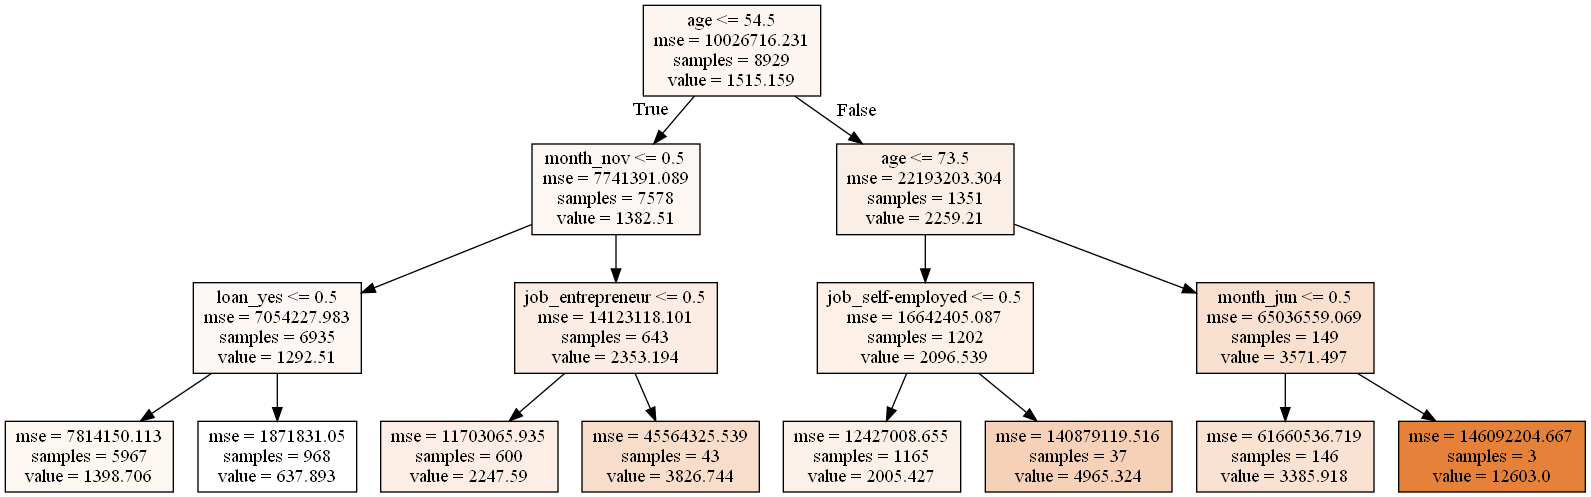 age <= 54.5
mse = 10026716.231
samples = 8929
value = 1515.159
True
False
month_nov <= 0.5
mse = 7741391.089
samples = 7578
value = 1382.51
age <= 73.5
mse = 22193203.304
samples = 1351
value = 2259.21
loan_yes <= 0.5
mse = 7054227.983
samples = 6935
value = 1292.51
job_entrepreneur <= 0.5
mse = 14123118.101
samples = 643
value = 2353.194
job_self-employed <= 0.5
mse = 16642405.087
samples = 1202
value = 2096.539
month_jun <= 0.5
mse = 65036559.069
samples = 149
value = 3571.497
mse = 7814150.113
samples = 5967
value = 1398.706
mse = 1871831.05
samples = 968
value = 637.893
mse = 11703065.935
samples = 600
value = 2247.59
mse = 45564325.539
samples = 43
value = 3826.744
mse = 12427008.655
samples = 1165
value = 2005.427
mse = 140879119.516
samples = 37
value = 4965.324
mse = 61660536.719
samples = 146
value = 3385.918
mse = 146092204.667
samples = 3
value = 12603.0